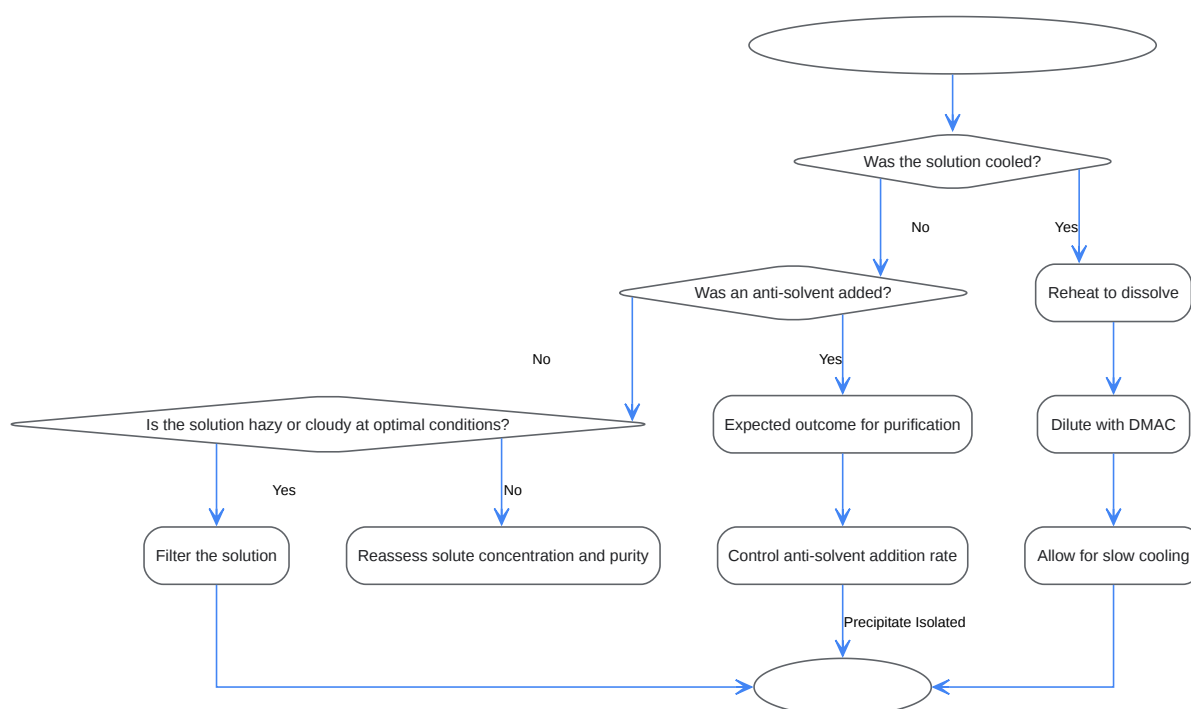 Was the solution cooled?
No
Yes
Was an anti-solvent added?
Reheat to dissolve
No
Yes
Is the solution hazy or cloudy at optimal conditions?
Expected outcome for purification
Dilute with DMAC
Yes
No
Filter the solution
Reassess solute concentration and purity
Control anti-solvent addition rate
Allow for slow cooling
Precipitate Isolated